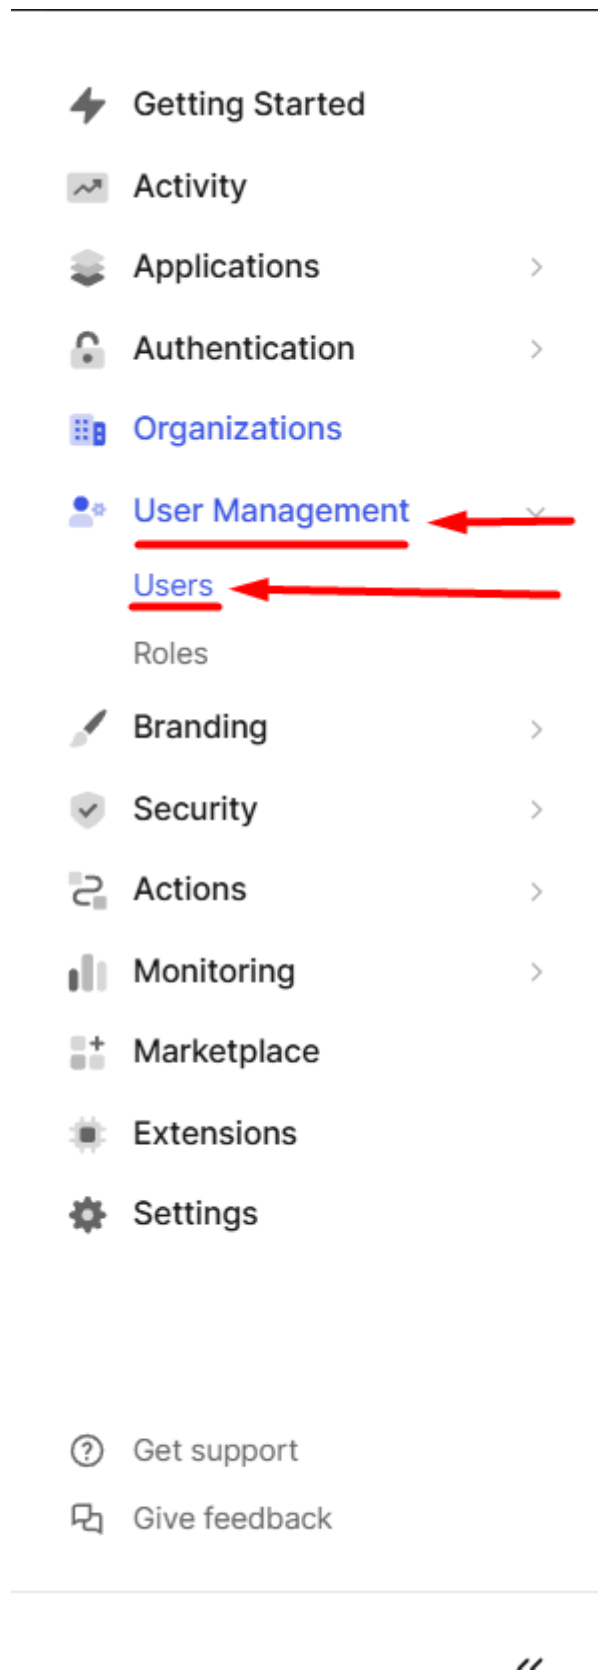 Getting Started
Activity
Applications
Authentication
Organizations
User Management
Users
Roles
Branding
Security
Actions
Monitoring
Marketplace
Extensions
Settings
Get support
Give feedback